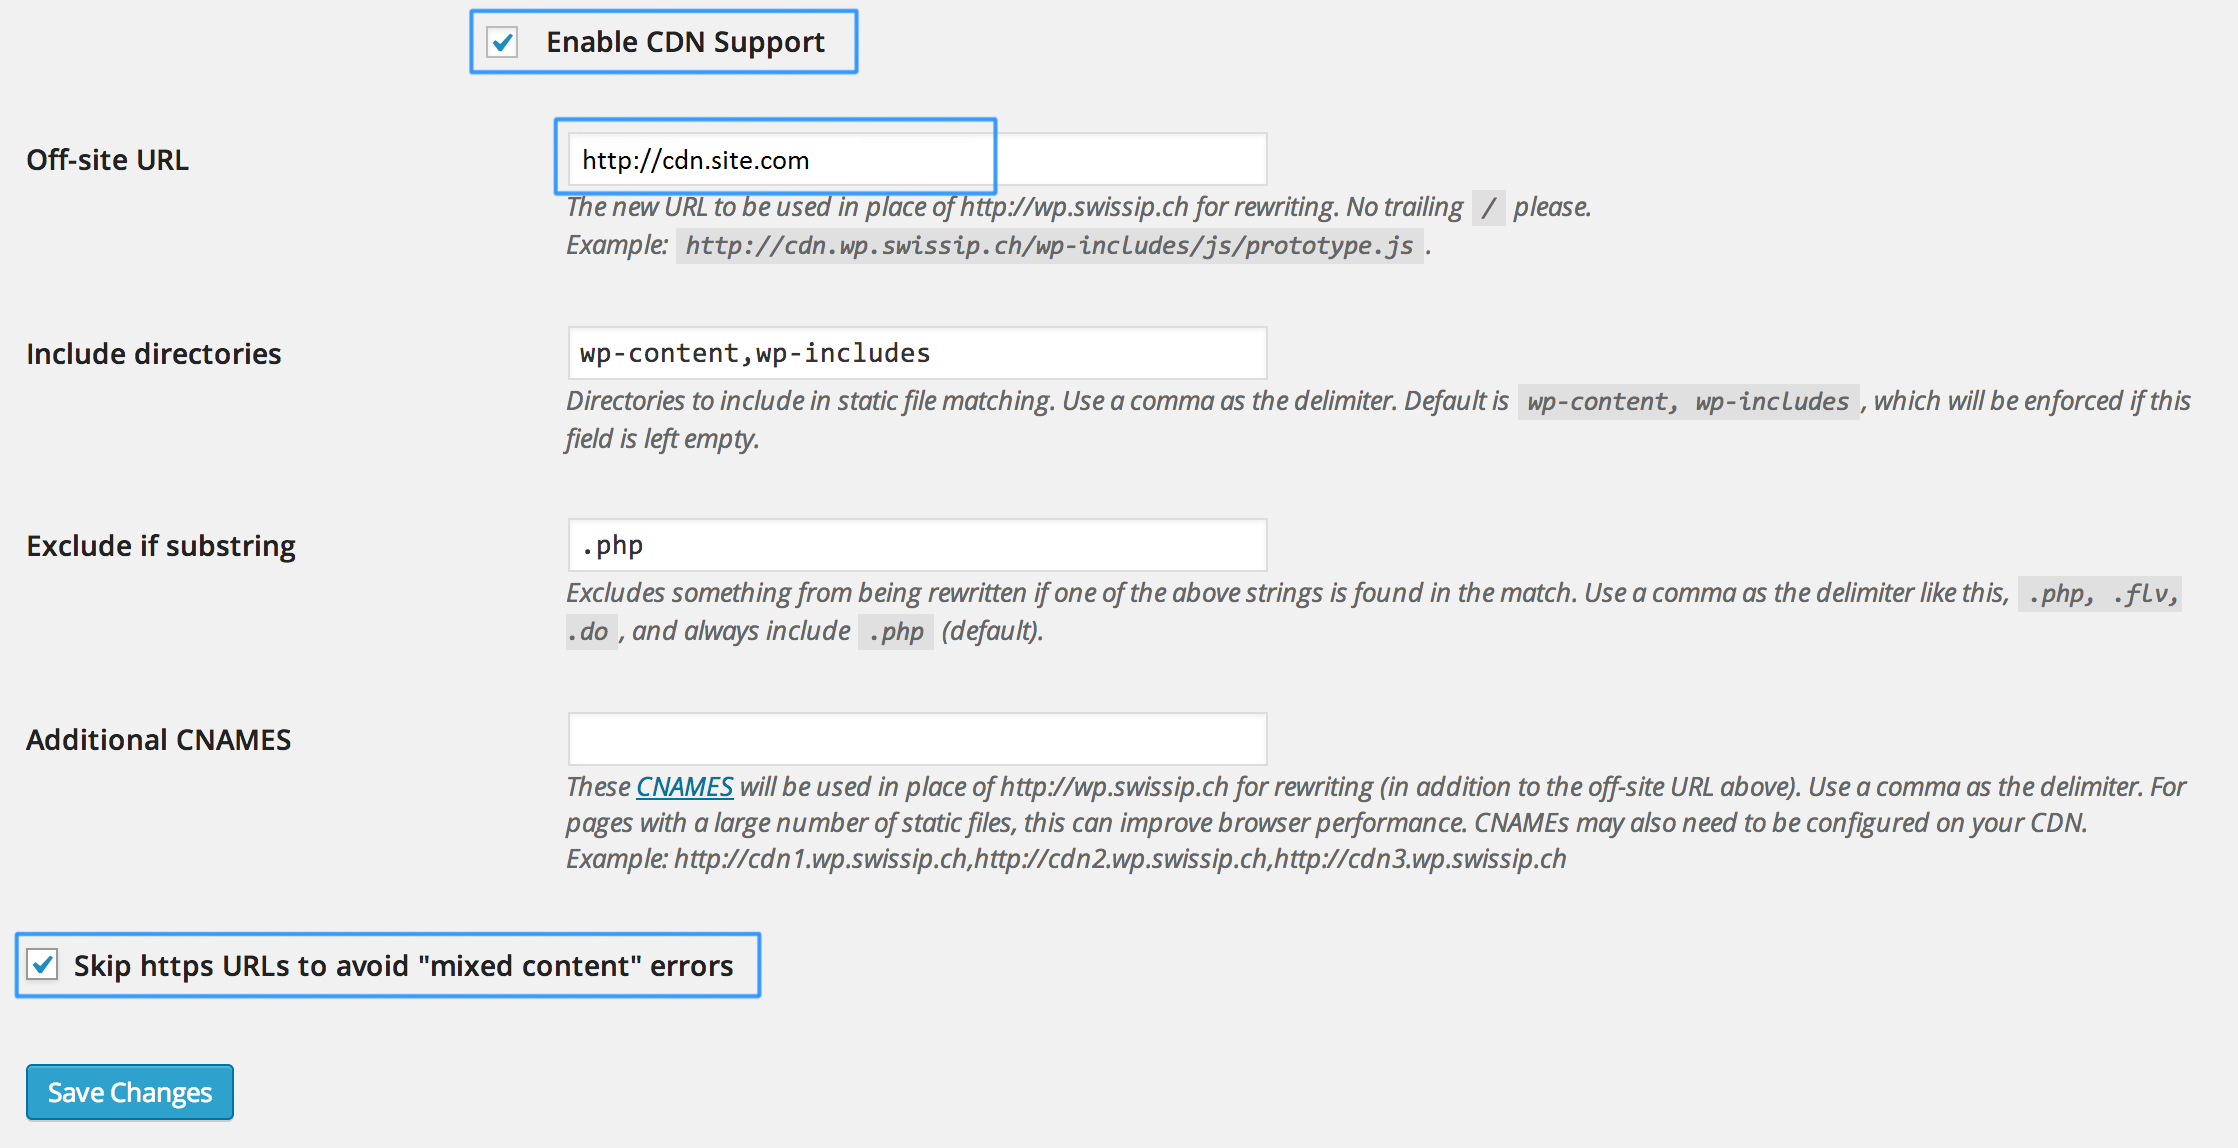 Enable CDN Support
Off-site URL
http://cdn.site.com
The new URL to be used in place of http://wp.swissip.ch for rewriting. No trailing / please.
Example: http://cdn.wp.swissip.ch/wp-includes/js/prototype.js .
Include directories
wp-content,wp-includes
Directories to include in static file matching. Use a comma as the delimiter. Default is wp-content, wp-includes , which will be enforced if this
field is left empty.
Exclude if substring
.php
Excludes something from being rewritten if one of the above strings is found in the match. Use a comma as the delimiter like this, .php, .flv,
.do , and always include .php (default).
Additional CNAMES
These CNAMES will be used in place of http://wp.swissip.ch for rewriting (in addition to the off-site URL above). Use a comma as the delimiter. For
pages with a large number of static files, this can improve browser performance. CNAMEs may also need to be configured on your CDN.
Example: http://cdn1.wp.swissip.ch,http://cdn2.wp.swissip.ch,http://cdn3.wp.swissip.ch
Skip https URLs to avoid "mixed content" errors
Save Changes